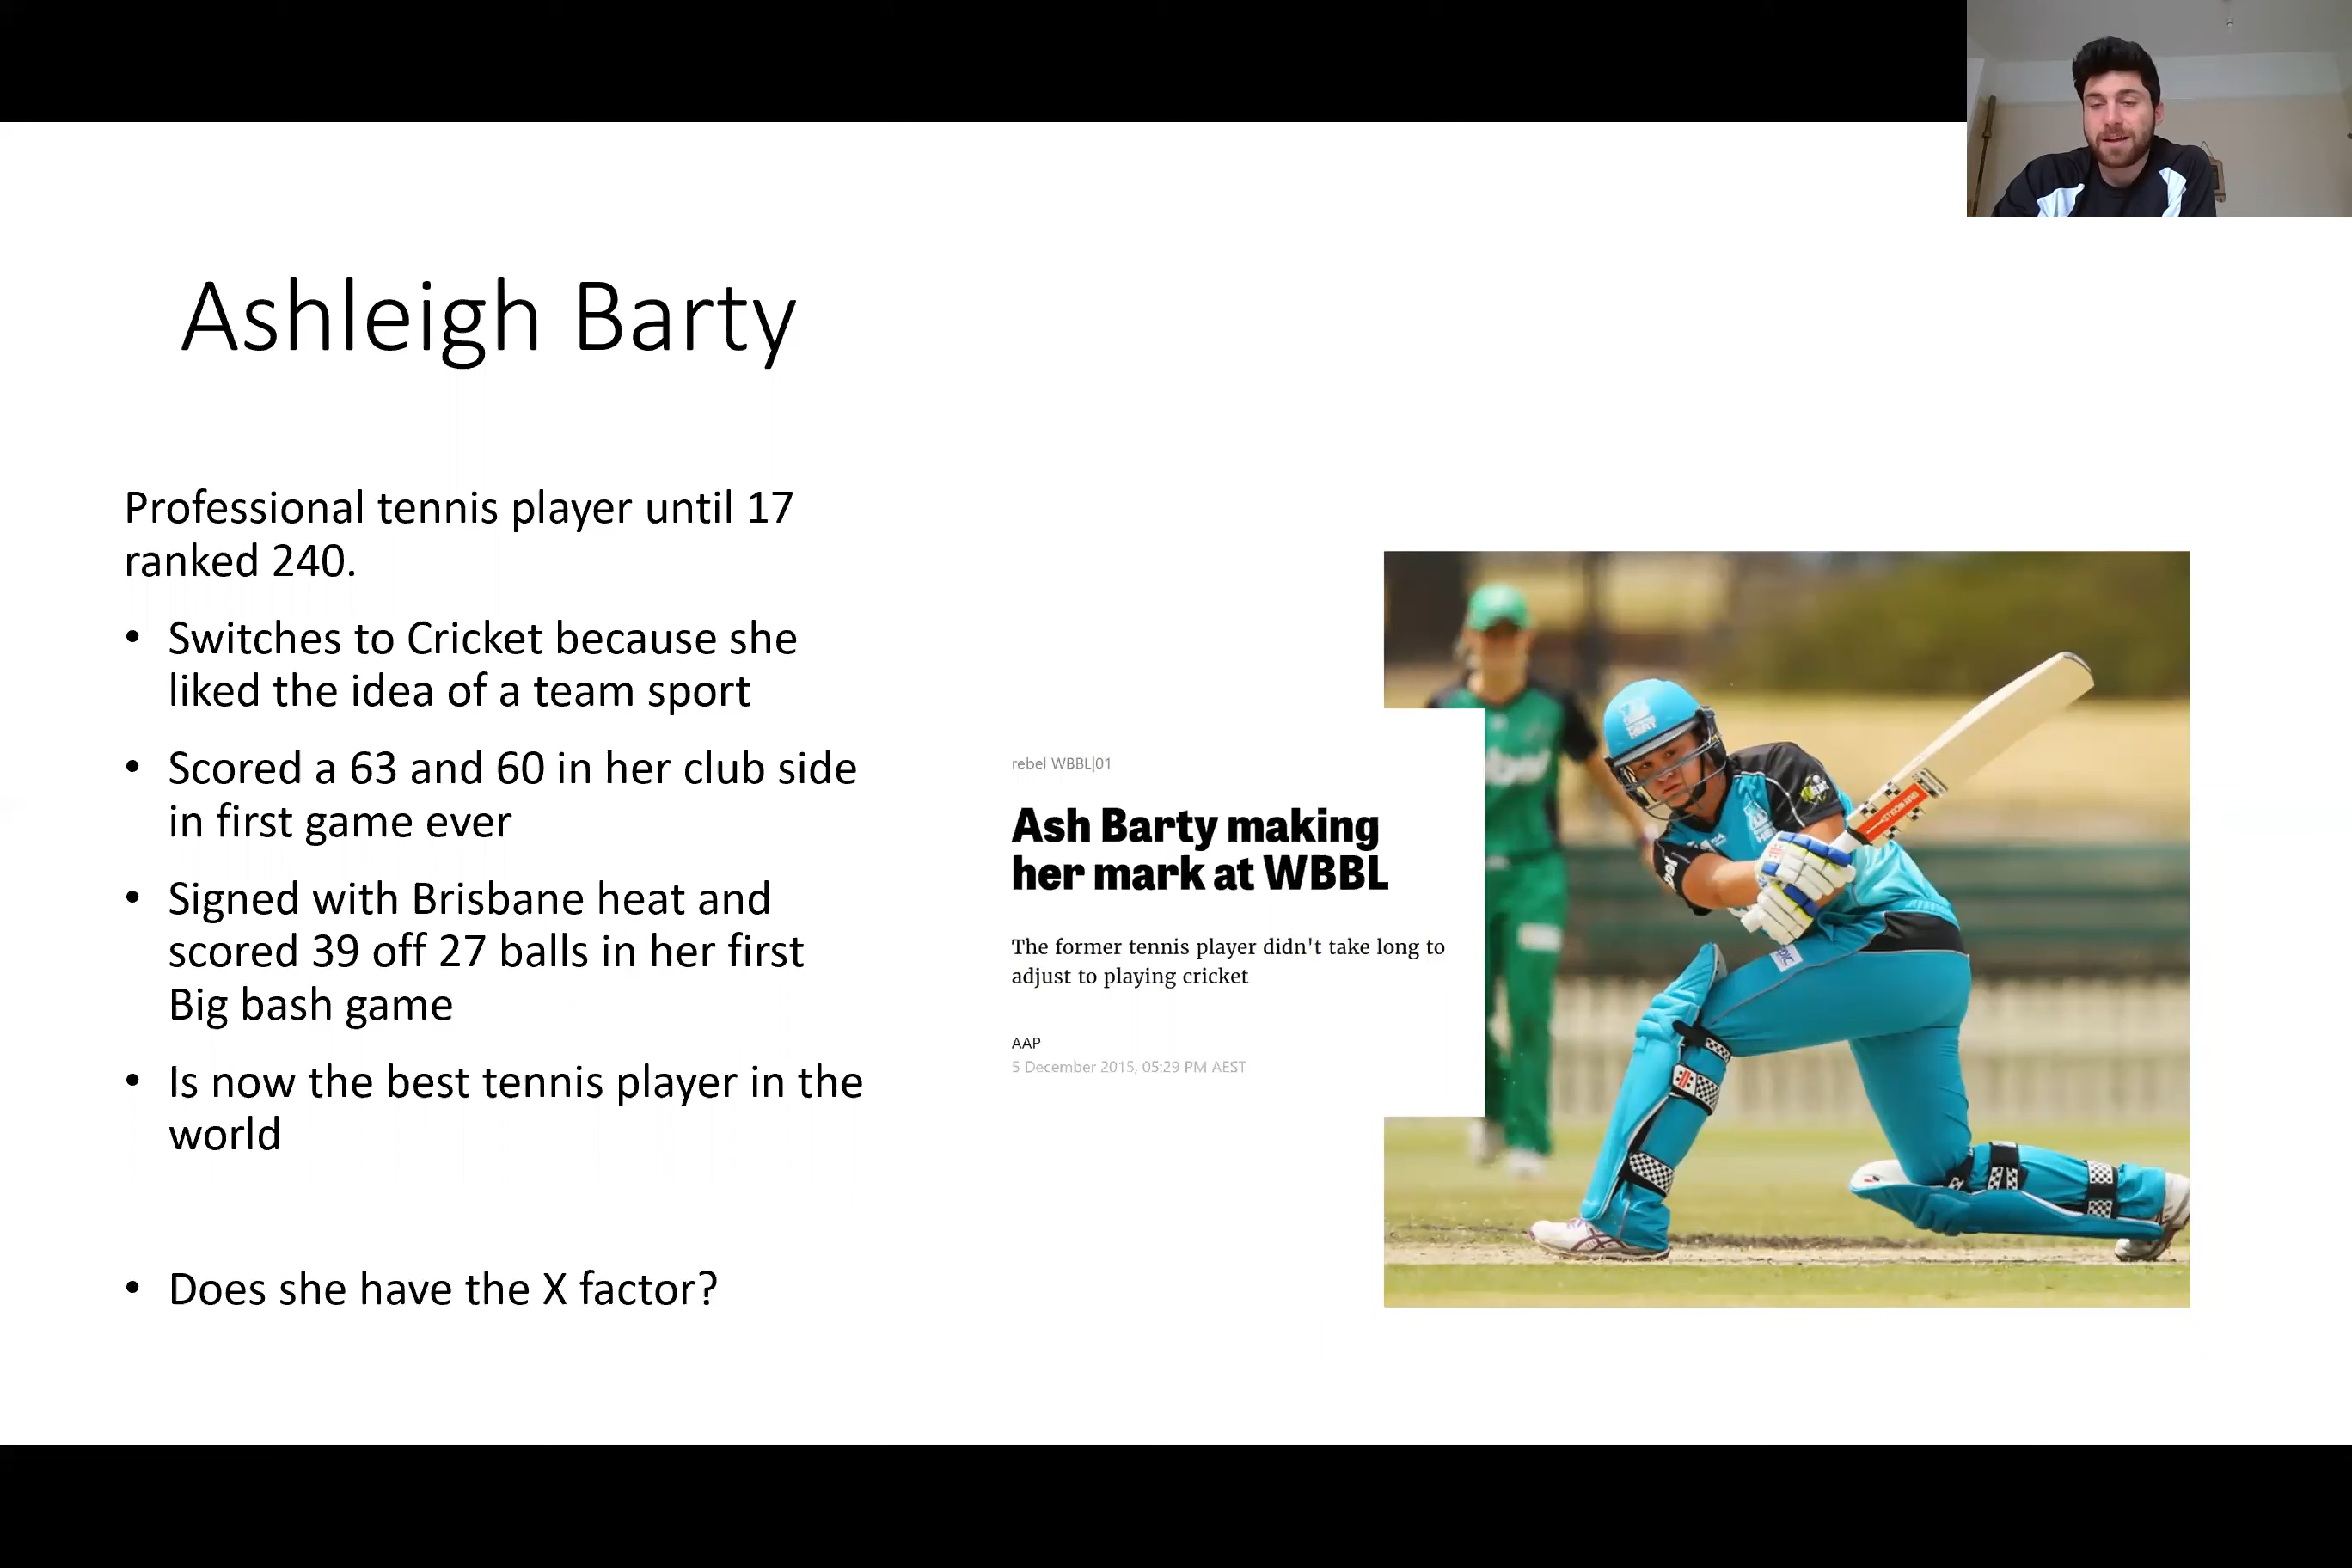 Ashleigh Barty
Professional tennis player until 17
ranked 240.
• Switches to Cricket because she
liked the idea of a team sport
• Scored a 63 and 60 in her club side
in first game ever
• Signed with Brisbane heat and
scored 39 off 27 balls in her first
Big bash game
• Is now the best tennis player in the
world
• Does she have the X factor?
rebel WBBL|01
Ash Barty making
her mark at WBBL
The former tennis player didn't take long to
adjust to playing cricket
AAP
5 December 2015, 05:29 PM AEST